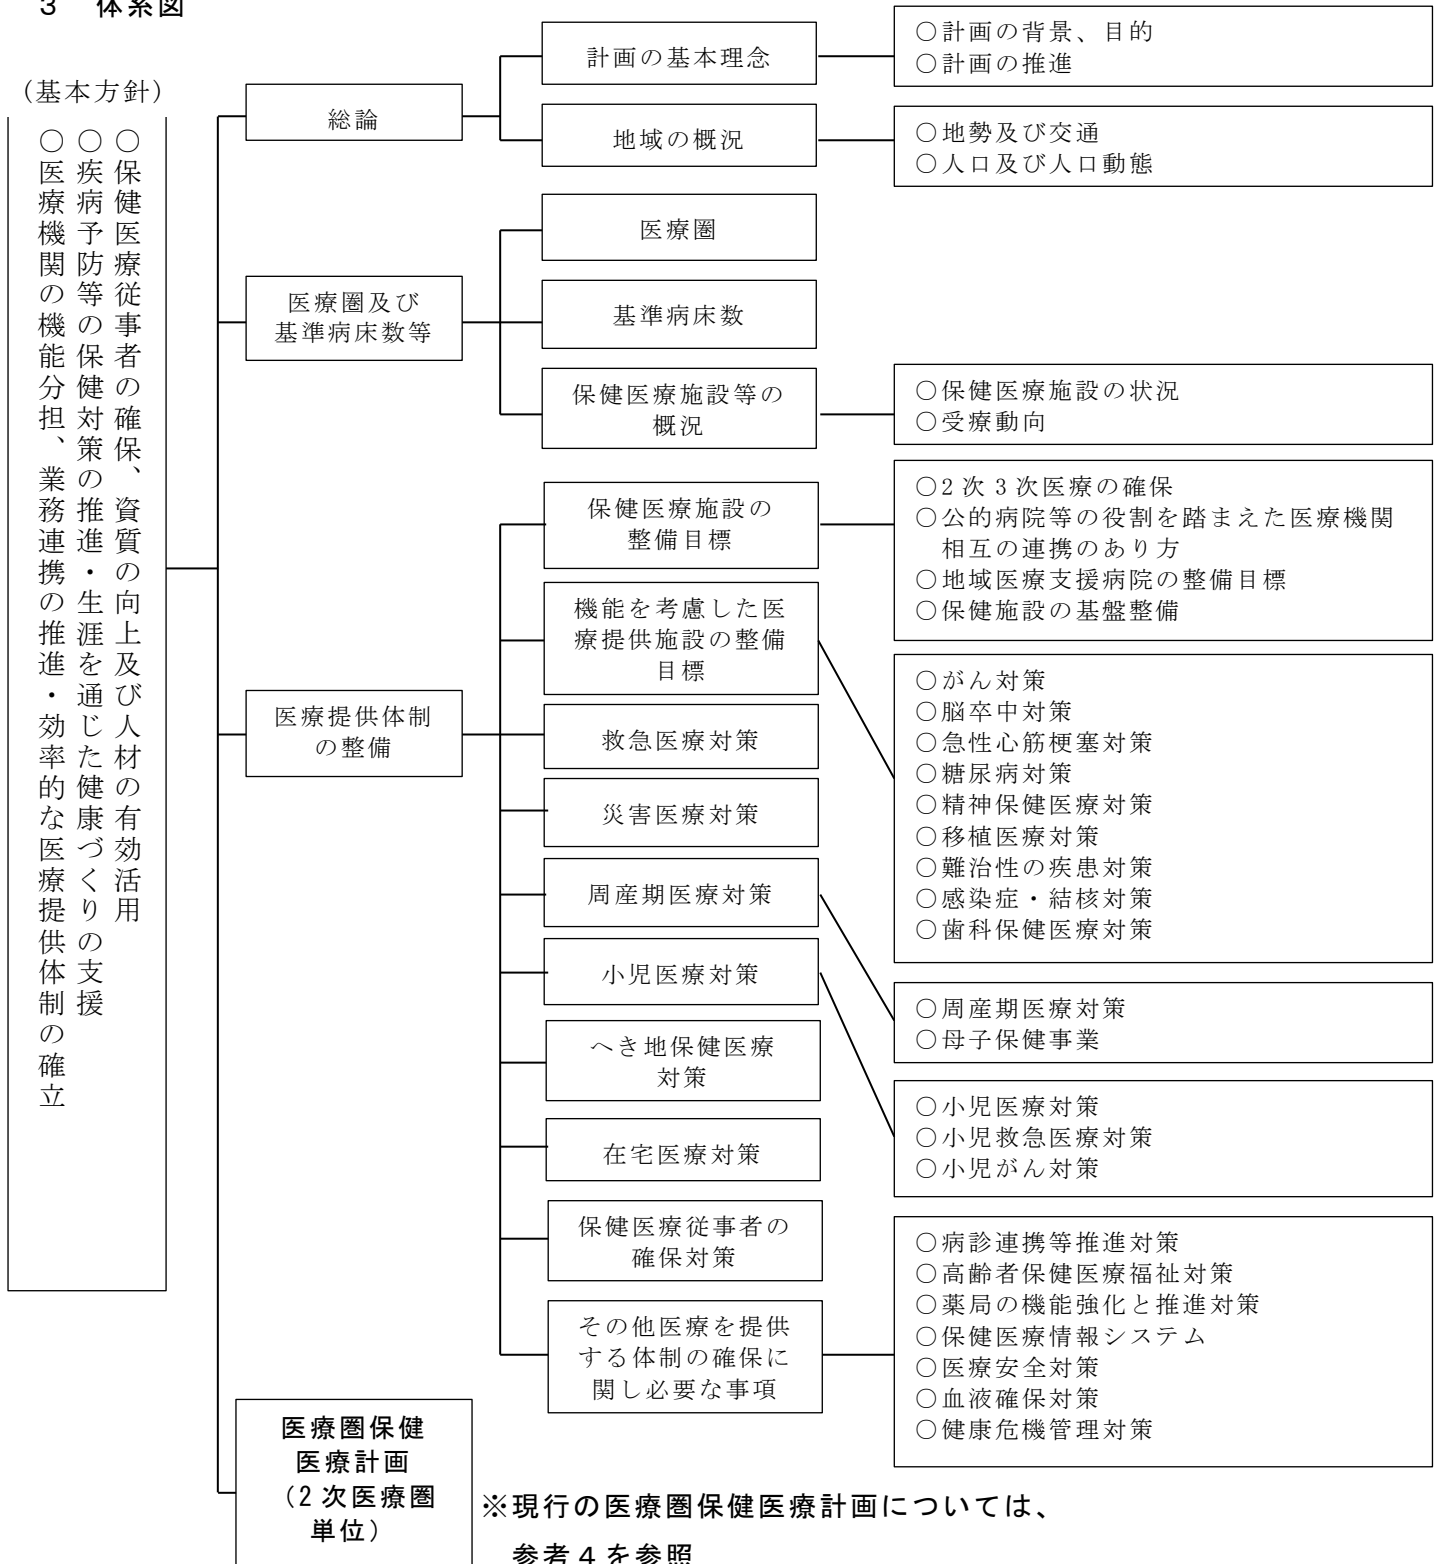 3　体系図
(基本方針)
○保健医療従事者の確保、資質の向上及び人材の有効活用
○疾病予防等の保健対策の推進・生涯を通じた健康づくりの支援
○医療機関の機能分担、業務連携の推進・効率的な医療提供体制の確立
総論
計画の基本理念
○計画の背景、目的
○計画の推進
地域の概況
○地勢及び交通
○人口及び人口動態
医療圏及び
基準病床数等
医療圏
基準病床数
保健医療施設等の
概況
○保健医療施設の状況
○受療動向
医療提供体制
の整備
保健医療施設の
整備目標
○2次3次医療の確保
○公的病院等の役割を踏まえた医療機関
相互の連携のあり方
○地域医療支援病院の整備目標
○保健施設の基盤整備
機能を考慮した医
療提供施設の整備
目標
○がん対策
○脳卒中対策
○急性心筋梗塞対策
○糖尿病対策
○精神保健医療対策
○移植医療対策
○難治性の疾患対策
○感染症・結核対策
○歯科保健医療対策
救急医療対策
災害医療対策
周産期医療対策
○周産期医療対策
○母子保健事業
小児医療対策
○小児医療対策
○小児救急医療対策
○小児がん対策
へき地保健医療
対策
在宅医療対策
保健医療従事者の
確保対策
その他医療を提供
する体制の確保に
関し必要な事項
○病診連携等推進対策
○高齢者保健医療福祉対策
○薬局の機能強化と推進対策
○保健医療情報システム
○医療安全対策
○血液確保対策
○健康危機管理対策
医療圏保健
医療計画
(2次医療圏
単位)
※現行の医療圏保健医療計画については、
参考4を参照